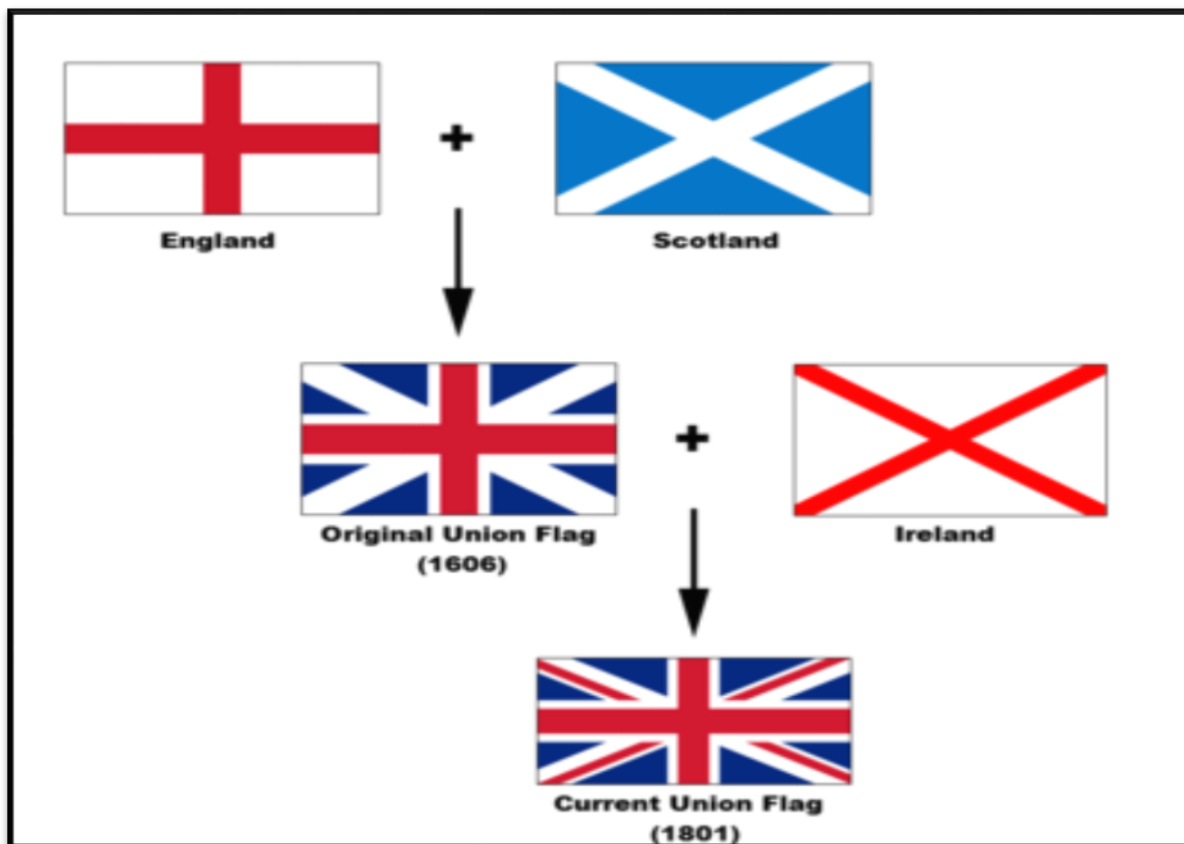 England
Scotland
Original Union Flag
(1606)
Ireland
Current Union Flag
(1801)